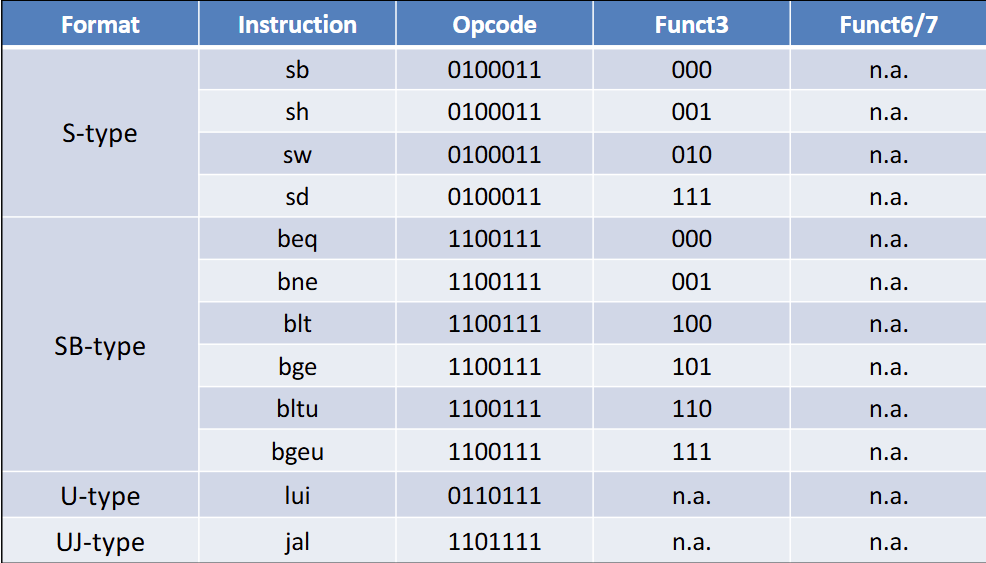 Format Instruction Opcode Funct3 Funct6/7
S-type
sb 0100011 000 n.a.
sh 0100011 001 n.a.
sw 0100011 010 n.a.
sd 0100011 111 n.a.
SB-type
beq 1100111 000 n.a.
bne 1100111 001 n.a.
blt 1100111 100 n.a.
bge 1100111 101 n.a.
bltu 1100111 110 n.a.
bgeu 1100111 111 n.a.
U-type lui 0110111 n.a. n.a.
UJ-type jal 1101111 n.a. n.a.